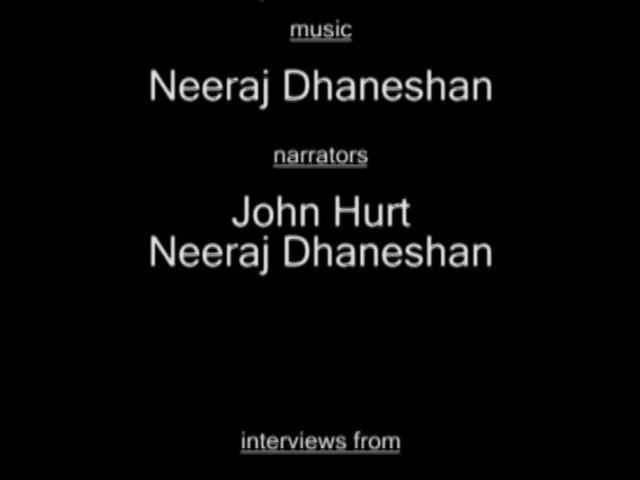 music
Neeraj Dhaneshan
narrators
John Hurt
Neeraj Dhaneshan
interviews from